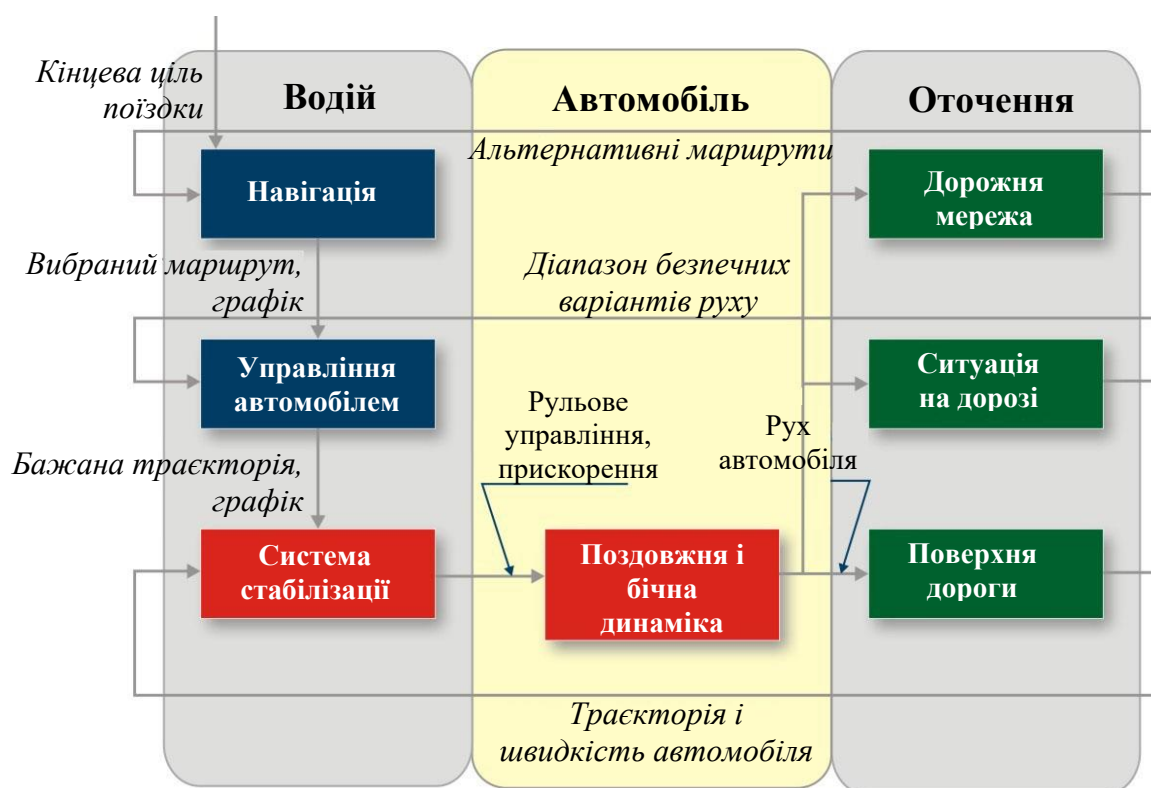 Кінцева ціль
поїздки
Водій
Автомобіль
Оточення
Альтернативні маршрути
Навігація
Дорожня
мережа
Вибраний маршрут,
графік
Діапазон безпечних
варіантів руху
Управління
автомобілем
Ситуація
на дорозі
Рульове
управління,
прискорення
Рух
автомобіля
Бажана траєкторія,
графік
Система
стабілізації
Поздовжня і
бічна
динаміка
Поверхня
дороги
Траєкторія і
швидкість автомобіля